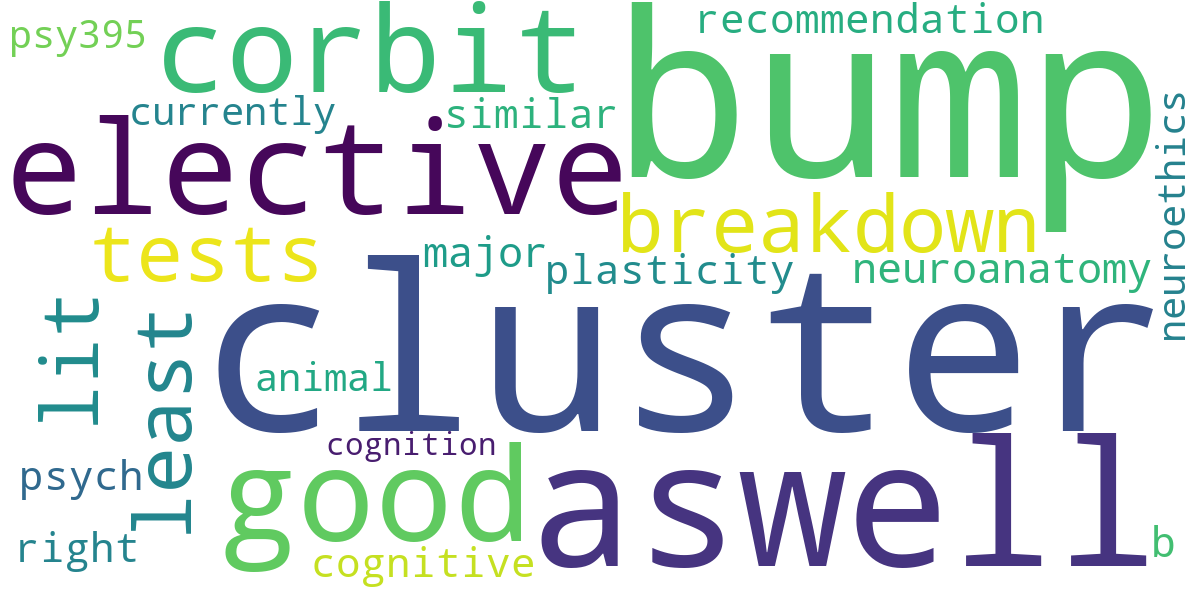 psy395
corbit
bump
recommendation
currently
similar
elective
neuroethics
breakdown
tests
major
plasticity
neuroanatomy
cluster
lit
least
animal
cognition
good
aswell
psych
right
cognitive
b